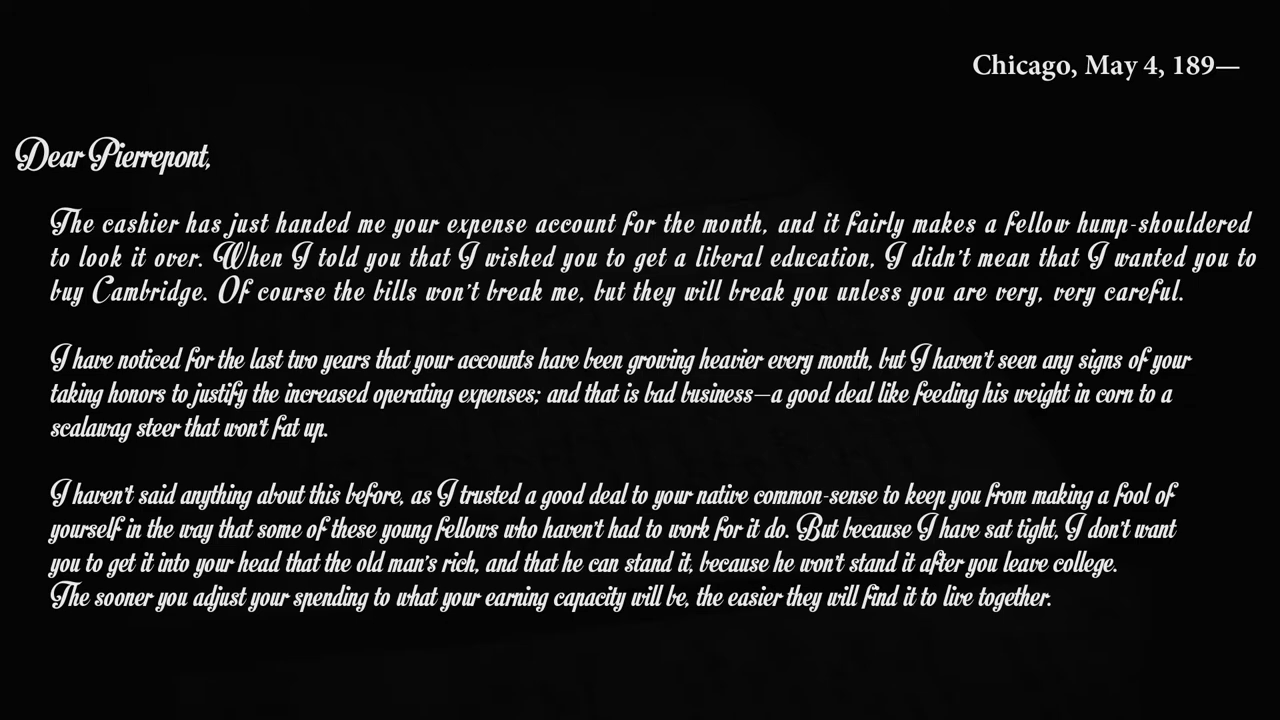 Chicago, May 4, 189—
Dear Pierrepont,
The cashier has just handed me your expense account for the month, and it fairly makes a fellow hump-shouldered
to look it over. When I told you that I wished you to get a liberal education, I didn't mean that I wanted you to
buy Cambridge. Of course the bills won't break me, but they will break you unless you are very, very careful.
I have noticed for the last two years that your accounts have been growing heavier every month, but I haven't seen any signs of your
taking honors to justify the increased operating expenses; and that is bad business—a good deal like feeding his weight in corn to a
scalawag steer that won't fat up.
I haven't said anything about this before, as I trusted a good deal to your native common-sense to keep you from making a fool of
yourself in the way that some of these young fellows who haven't had to work for it do. But because I have sat tight, I don't want
you to get it into your head that the old man's rich, and that he can stand it, because he won't stand it after you leave college.
The sooner you adjust your spending to what your earning capacity will be, the easier they will find it to live together.